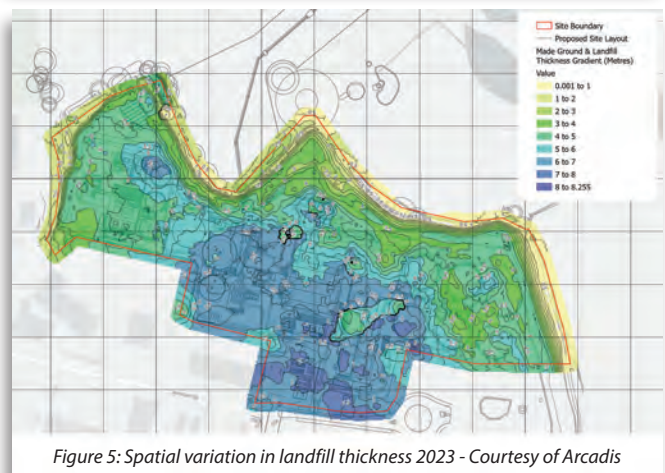 Site Boundary
Proposed Site Layout
Made Ground & Landfill
Thickness Gradient (Metres)
Value
0.001 to 1
1 to 2
2 to 3
3 to 4
4 to 5
5 to 6
6 to 7
7 to 8
8 to 8.255
Figure 5: Spatial variation in landfill thickness 2023 - Courtesy of Arcadis